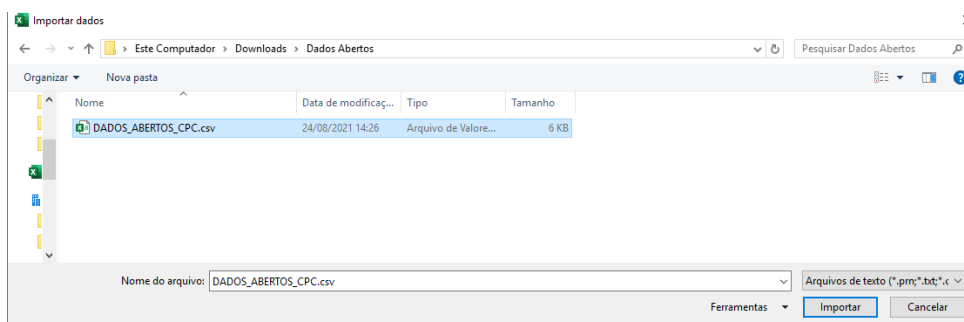 Importar dados
Este Computador > Downloads > Dados Abertos
Pesquisar Dados Abertos
Organizar Nova pasta
Nome Data de modificaç... Tipo Tamanho
DADOS_ABERTOS_CPC.csv 24/08/2021 14:26 Arquivo de Valore... 6 KB
Nome do arquivo: DADOS_ABERTOS_CPC.csv Arquivos de texto (*.prn;*.txt;*.c
Ferramentas Importar Cancelar